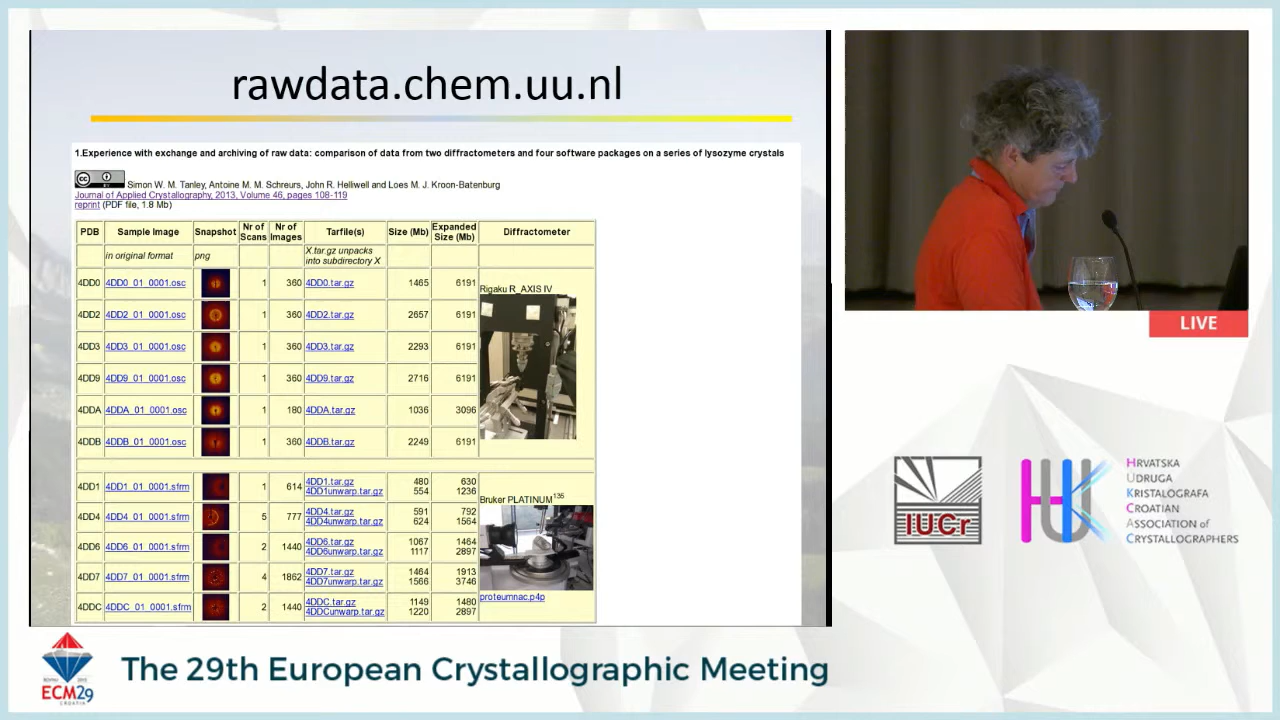 rawdata.chem.uu.nl
1.Experience with exchange and archiving of raw data: comparison of data from two diffractometers and four software packages on a series of lysozyme crystals
Simon W. M. Tanley, Antoine M. M. Schreurs, John R. Helliwell and Loes M. J. Kroon-Batenburg
Journal of Applied Crystallography, 2013, Volume 46, pages 108-119
reprint (PDF file, 1.8 Mb)
PDB Sample Image Snapshot Nr of Scans Nr of Images Tarfile(s) Size (Mb) Expanded Size (Mb) Diffractometer
in original format png X.tar.gz unpacks into subdirectory X
4DD0 4DD0_01_0001.osc 1 360 4DD0.tar.gz 1465 6191 Rigaku R_AXIS IV
4DD2 4DD2_01_0001.osc 1 360 4DD2.tar.gz 2657 6191
4DD3 4DD3_01_0001.osc 1 360 4DD3.tar.gz 2293 6191
4DD9 4DD9_01_0001.osc 1 360 4DD9.tar.gz 2716 6191
4DDA 4DDA_01_0001.osc 1 180 4DDA.tar.gz 1036 3096
4DDB 4DDB_01_0001.osc 1 360 4DDB.tar.gz 2249 6191
4DD1 4DD1_01_0001.sfrm 1 614 4DD1.tar.gz 480 630
4DD1unwarp.tar.gz 554 1236
Bruker PLATINUM135
4DD4 4DD4_01_0001.sfrm 5 777 4DD4.tar.gz 591 792
4DD4unwarp.tar.gz 624 1564
4DD6 4DD6_01_0001.sfrm 2 1440 4DD6.tar.gz 1067 1464
4DD6unwarp.tar.gz 1117 2897
4DD7 4DD7_01_0001.sfrm 4 1862 4DD7.tar.gz 1464 1913
4DD7unwarp.tar.gz 1566 3746
proteumnac.p4p
4DDC 4DDC_01_0001.sfrm 2 1440 4DDC.tar.gz 1149 1480
4DDCunwarp.tar.gz 1220 2897
LIVE
IUCr
HRVATSKA
UDRUGA
KRISTALOGRAFA
CROATIAN
ASSOCIATION of
CRYSTALLOGRAPHERS
ECM29
CROATIA
The 29th European Crystallographic Meeting